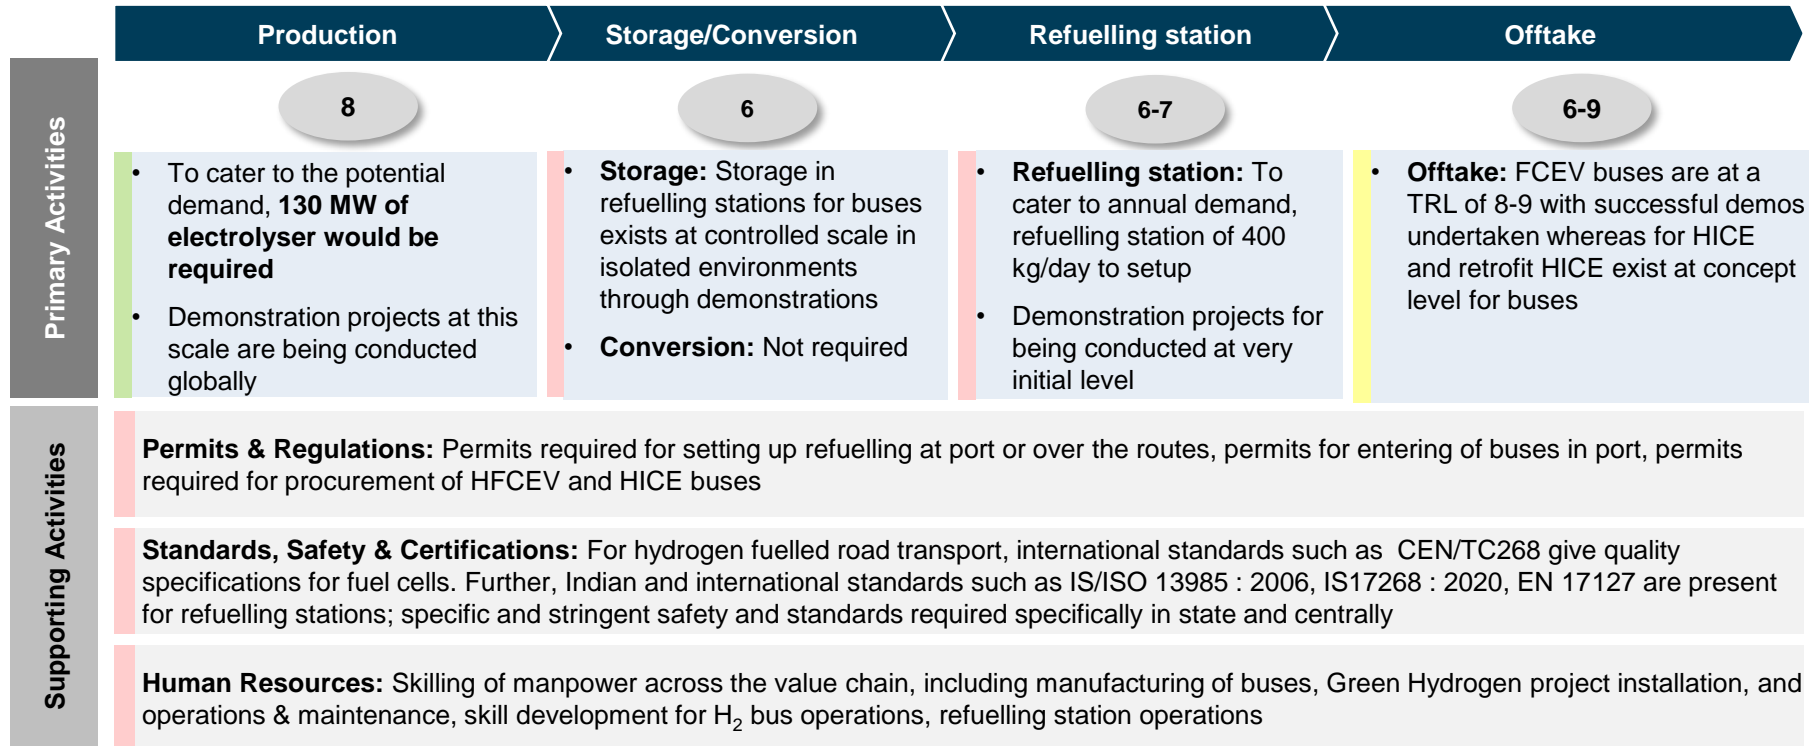 Production
Storage/Conversion
Refuelling station
Offtake
Primary Activities
8
6
6-7
6-9
• To cater to the potential
demand, 130 MW of
electrolyser would be
required
• Demonstration projects at this
scale are being conducted
globally
• Storage: Storage in
refuelling stations for buses
exists at controlled scale in
isolated environments
through demonstrations
• Conversion: Not required
• Refuelling station: To
cater to annual demand,
refuelling station of 400
kg/day to setup
• Demonstration projects for
being conducted at very
initial level
• Offtake: FCEV buses are at a
TRL of 8-9 with successful demos
undertaken whereas for HICE
and retrofit HICE exist at concept
level for buses
Supporting Activities
Permits & Regulations: Permits required for setting up refuelling at port or over the routes, permits for entering of buses in port, permits
required for procurement of HFCEV and HICE buses
Standards, Safety & Certifications: For hydrogen fuelled road transport, international standards such as  CEN/TC268 give quality
specifications for fuel cells. Further, Indian and international standards such as IS/ISO 13985 : 2006, IS17268 : 2020, EN 17127 are present
for refuelling stations; specific and stringent safety and standards required specifically in state and centrally
Human Resources: Skilling of manpower across the value chain, including manufacturing of buses, Green Hydrogen project installation, and
operations & maintenance, skill development for H₂ bus operations, refuelling station operations